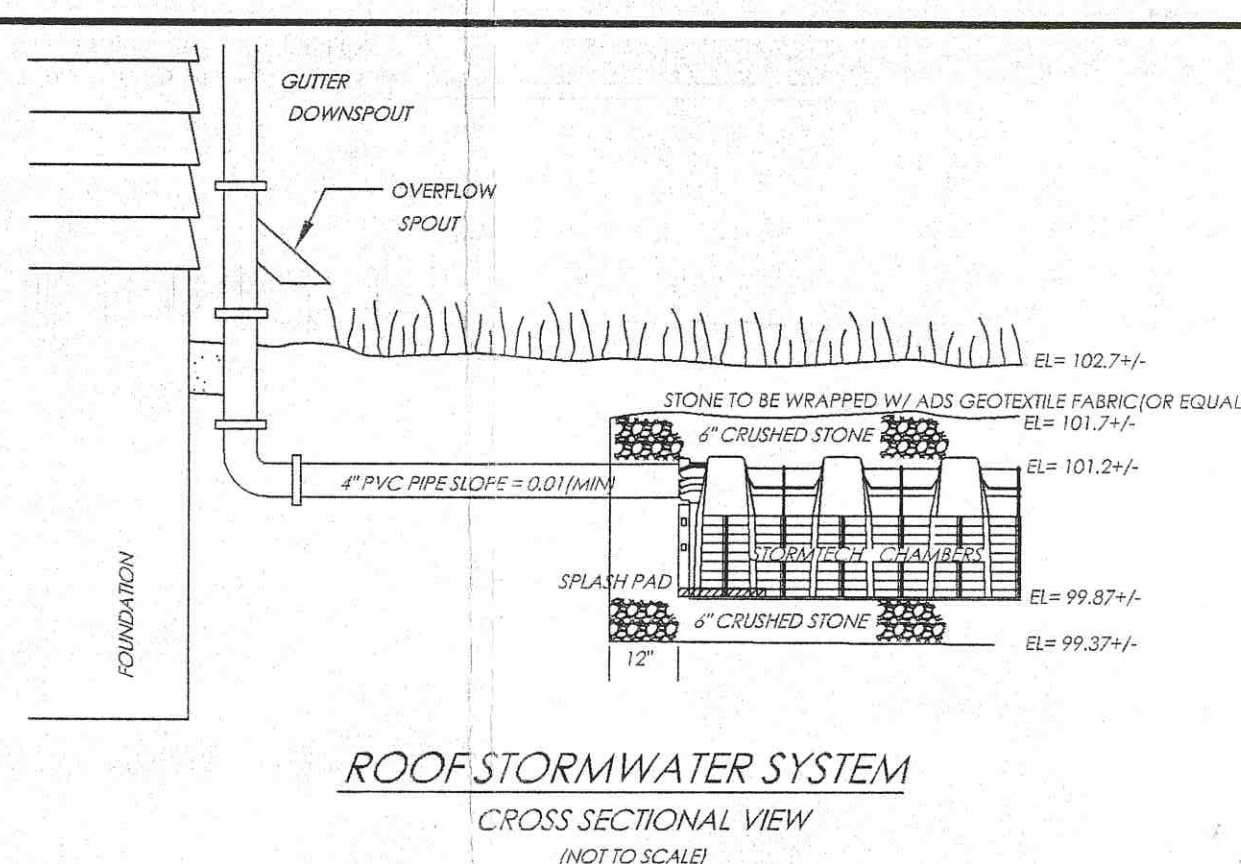 GUTTER
DOWNSPOUT
OVERFLOW
SPOUT
EL= 102.7+/-
STONE TO BE WRAPPED W/ ADS GEOTEXTILE FABRIC(OR EQUAL
EL= 101.7+/-
6" CRUSHED STONE
EL= 101.2+/-
4" PVC PIPE SLOPE = 0.01(MIN)
STORMTECH CHAMBERS
SPLASH PAD
EL= 99.87+/-
6" CRUSHED STONE
EL= 99.37+/-
12"
FOUNDATION
ROOF STORMWATER SYSTEM
CROSS SECTIONAL VIEW
(NOT TO SCALE)